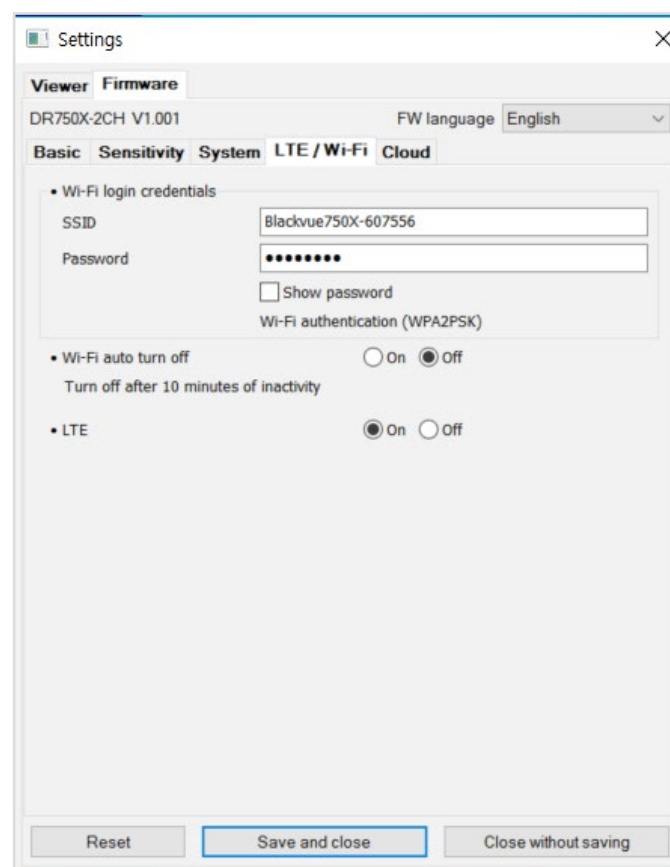 Settings
Viewer Firmware
DR750X-2CH V1.001 FW language English
Basic Sensitivity System LTE / Wi-Fi Cloud
• Wi-Fi login credentials
SSID Blackvue750X-607556
Password ●●●●●●●●
Show password
Wi-Fi authentication (WPA2PSK)
• Wi-Fi auto turn off On Off
Turn off after 10 minutes of inactivity
• LTE On Off
Reset Save and close Close without saving